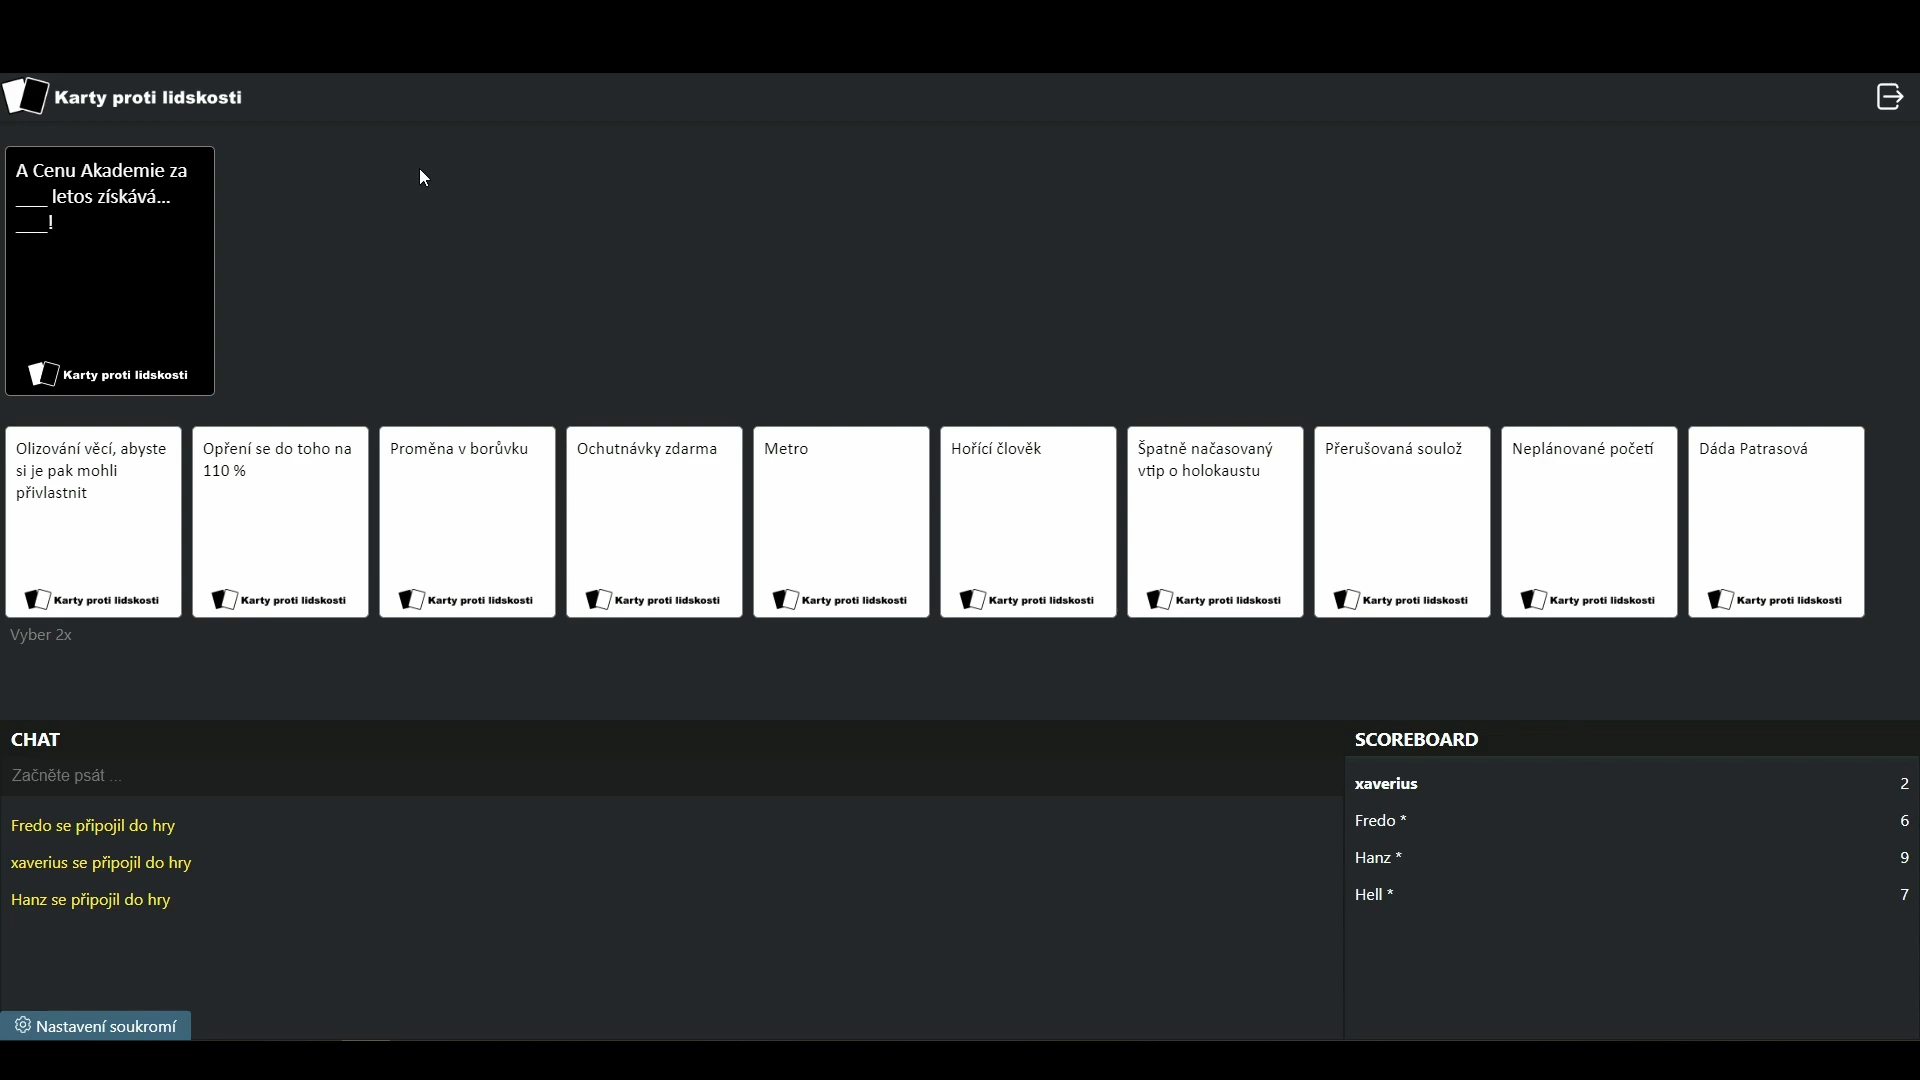 Karty proti lidskosti
A Cenu Akademie za
____ letos získává...
____!
Karty proti lidskosti
Olizování věcí, abyste
si je pak mohli
přivlastnit
Karty proti lidskosti
Opření se do toho na
110 %
Karty proti lidskosti
Proměna v borůvku
Karty proti lidskosti
Ochutnávky zdarma
Karty proti lidskosti
Metro
Karty proti lidskosti
Hořící člověk
Karty proti lidskosti
Špatně načasovaný
vtip o holokaustu
Karty proti lidskosti
Přerušovaná soulož
Karty proti lidskosti
Neplánované početí
Karty proti lidskosti
Dáda Patrasová
Karty proti lidskosti
Vyber 2x
CHAT
Začněte psát ...
Fredo se připojil do hry
xaverius se připojil do hry
Hanz se připojil do hry
Nastavení soukromí
SCOREBOARD
xaverius 2
Fredo * 6
Hanz * 9
Hell * 7